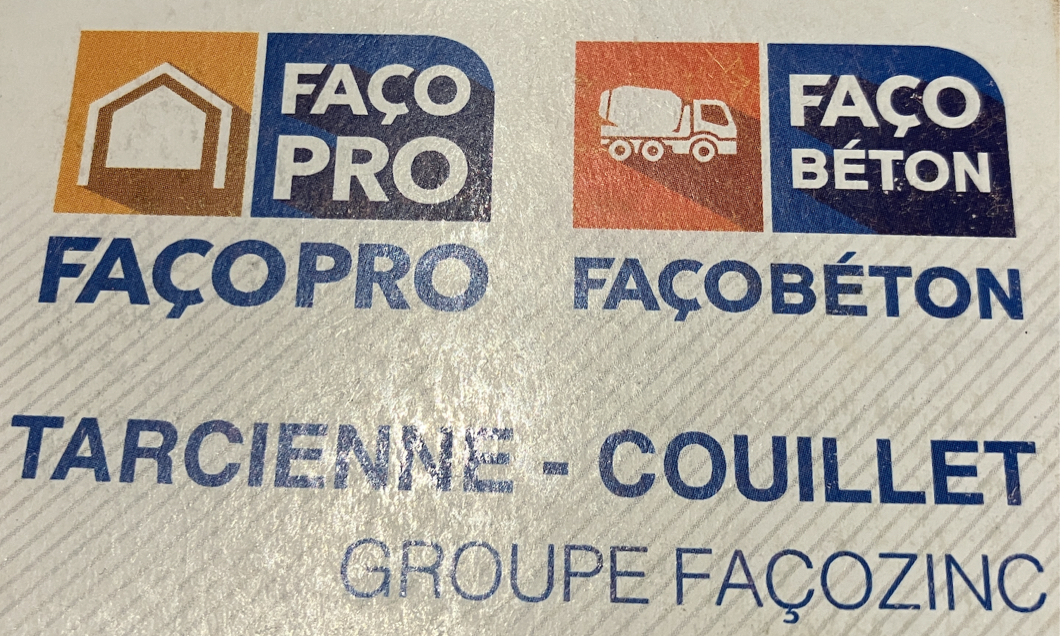 FAÇO
PRO
FAÇO
BÉTON
FAÇOPRO
FAÇOBÉTON
TARCIENNE - COUILLET
GROUPE FAÇOZINC